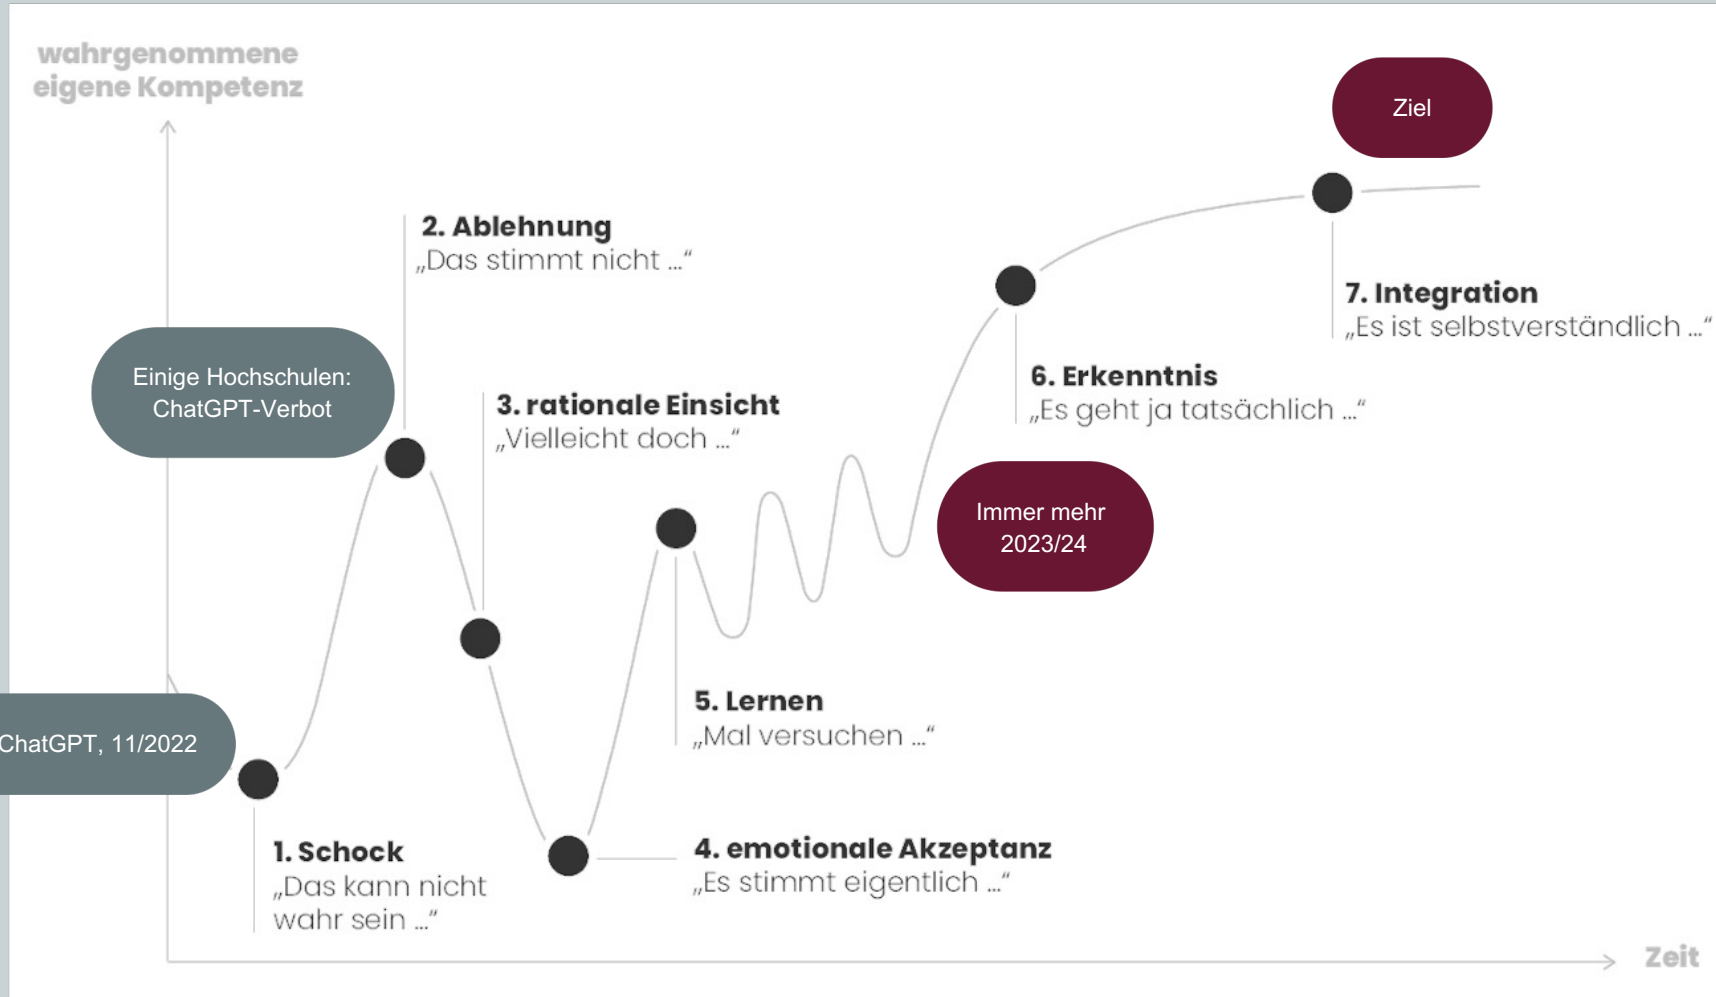 wahrgenommene
eigene Kompetenz
Ziel
2. Ablehnung
„Das stimmt nicht ...“
7. Integration
„Es ist selbstverständlich ...“
Einige Hochschulen:
ChatGPT-Verbot
6. Erkenntnis
„Es geht ja tatsächlich ...“
3. rationale Einsicht
„Vielleicht doch ...“
Immer mehr
2023/24
5. Lernen
„Mal versuchen ...“
ChatGPT, 11/2022
1. Schock
„Das kann nicht
wahr sein ...“
4. emotionale Akzeptanz
„Es stimmt eigentlich ...“
Zeit